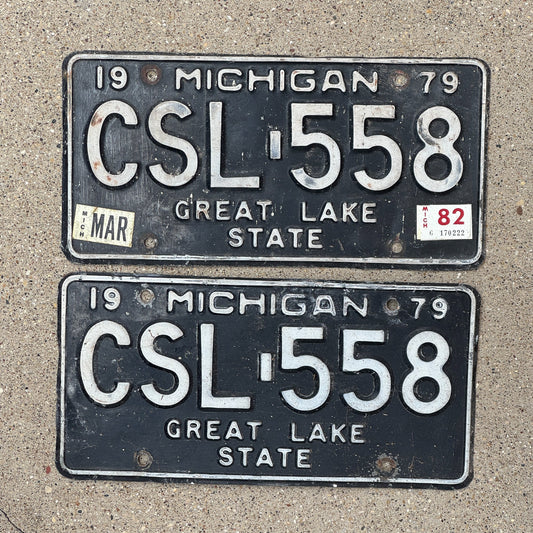 19 MICHIGAN 79
CSL-558
GREAT LAKE
STATE
MICH MAR
MICH 82
G 170222
19 MICHIGAN 79
CSL-558
GREAT LAKE
STATE